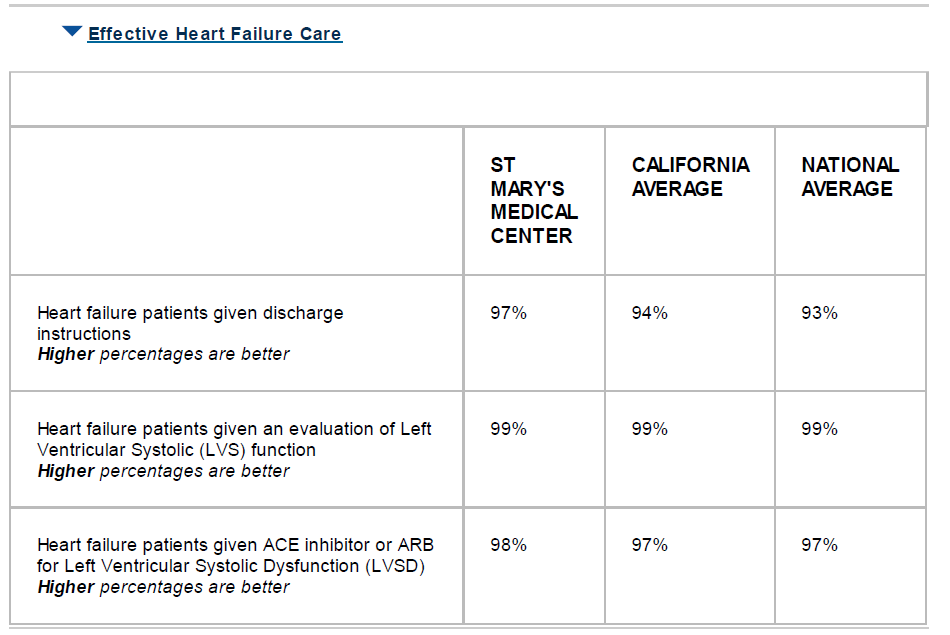 Effective Heart Failure Care
ST
MARY'S
MEDICAL
CENTER
CALIFORNIA
AVERAGE
NATIONAL
AVERAGE
Heart failure patients given discharge
instructions
Higher percentages are better
97%
94%
93%
Heart failure patients given an evaluation of Left
Ventricular Systolic (LVS) function
Higher percentages are better
99%
99%
99%
Heart failure patients given ACE inhibitor or ARB
for Left Ventricular Systolic Dysfunction (LVSD)
Higher percentages are better
98%
97%
97%